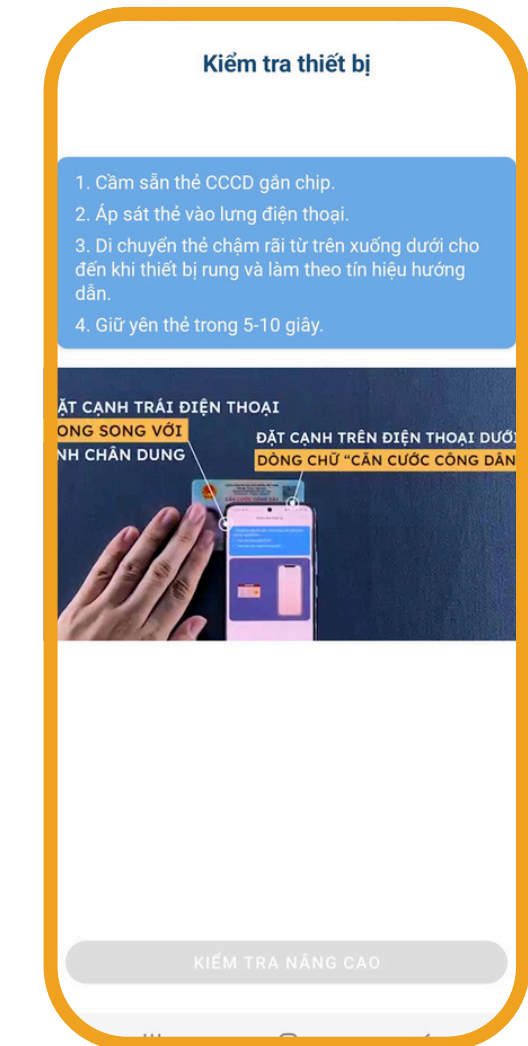 Kiểm tra thiết bị
1. Cầm sẵn thẻ CCCD gắn chip.
2. Áp sát thẻ vào lưng điện thoại.
3. Di chuyển thẻ chậm rãi từ trên xuống dưới cho
đến khi thiết bị rung và làm theo tín hiệu hướng
dẫn.
4. Giữ yên thẻ trong 5-10 giây.
ẶT CẠNH TRÁI ĐIỆN THOẠI
ONG SONG VỚI
NH CHÂN DUNG
ĐẶT CẠNH TRÊN ĐIỆN THOẠI DƯỚI
DÒNG CHỮ “CĂN CƯỚC CÔNG DÂN
CĂN CƯỚC CÔNG DÂN
KIỂM TRA NÂNG CAO